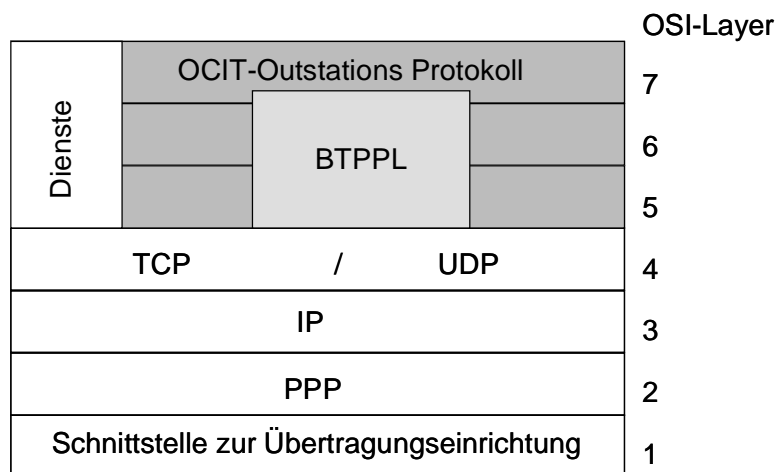 OSI-Layer
OCIT-Outstations Protokoll
7
Dienste
BTPPL
6
5
TCP / UDP
4
IP
3
PPP
2
Schnittstelle zur Übertragungseinrichtung
1